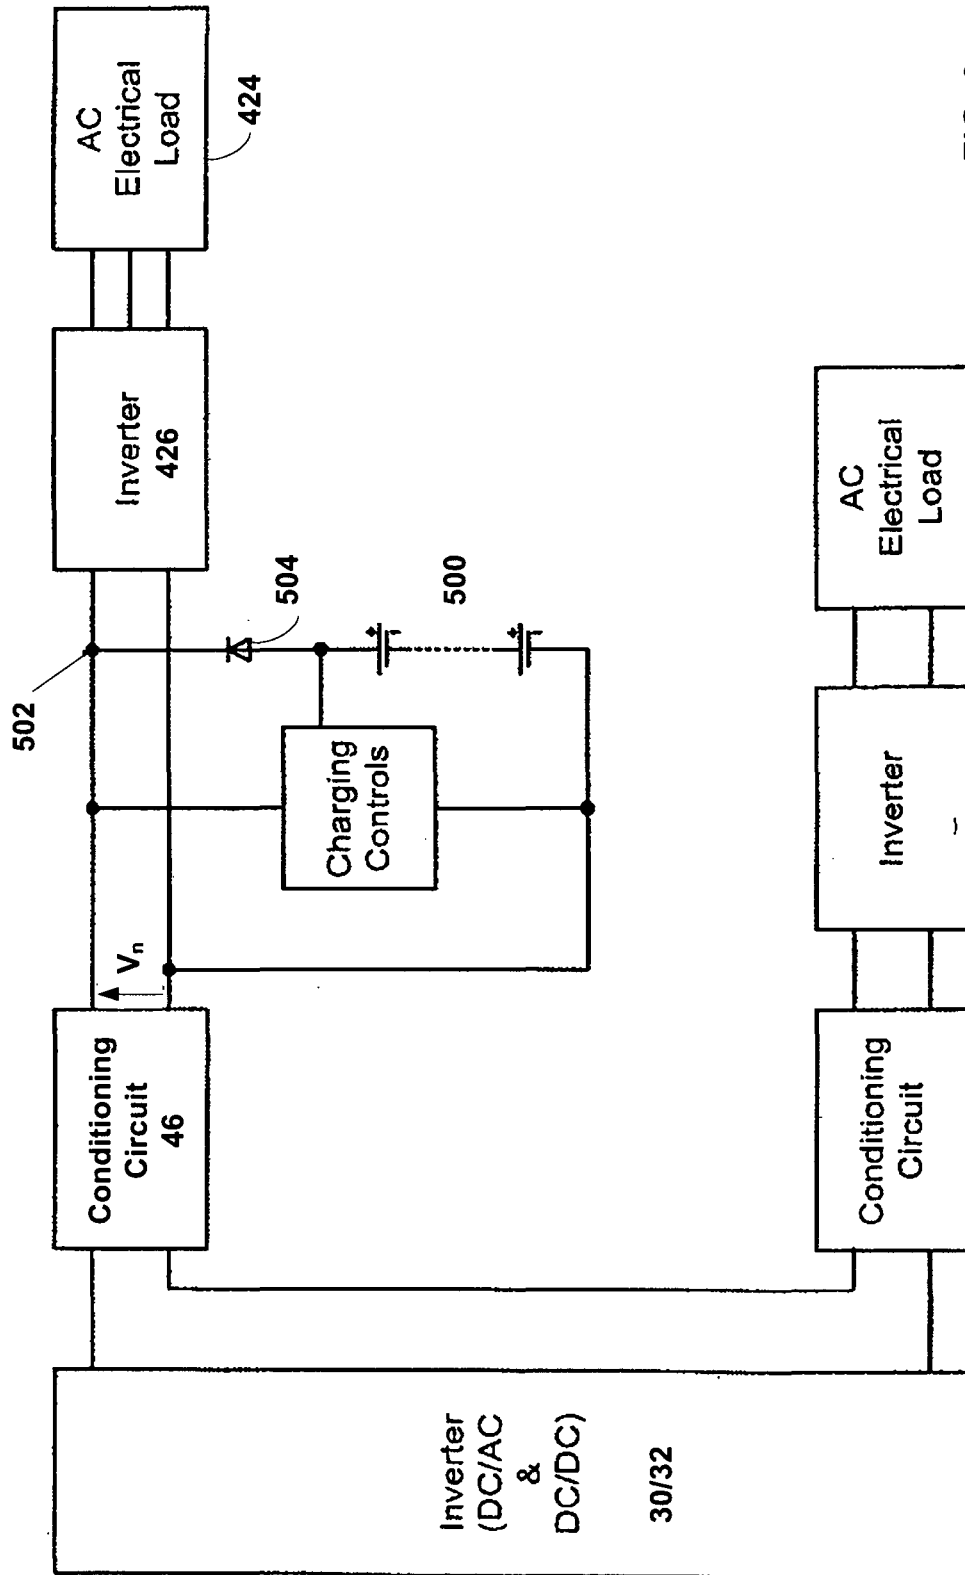 AC
Electrical
Load
424
Inverter
426
502
504
500
+
+
Charging
Controls
Vn
Conditioning
Circuit
46
Inverter
(DC/AC
&
DC/DC)
30/32
AC
Electrical
Load
Inverter
Conditioning
Circuit